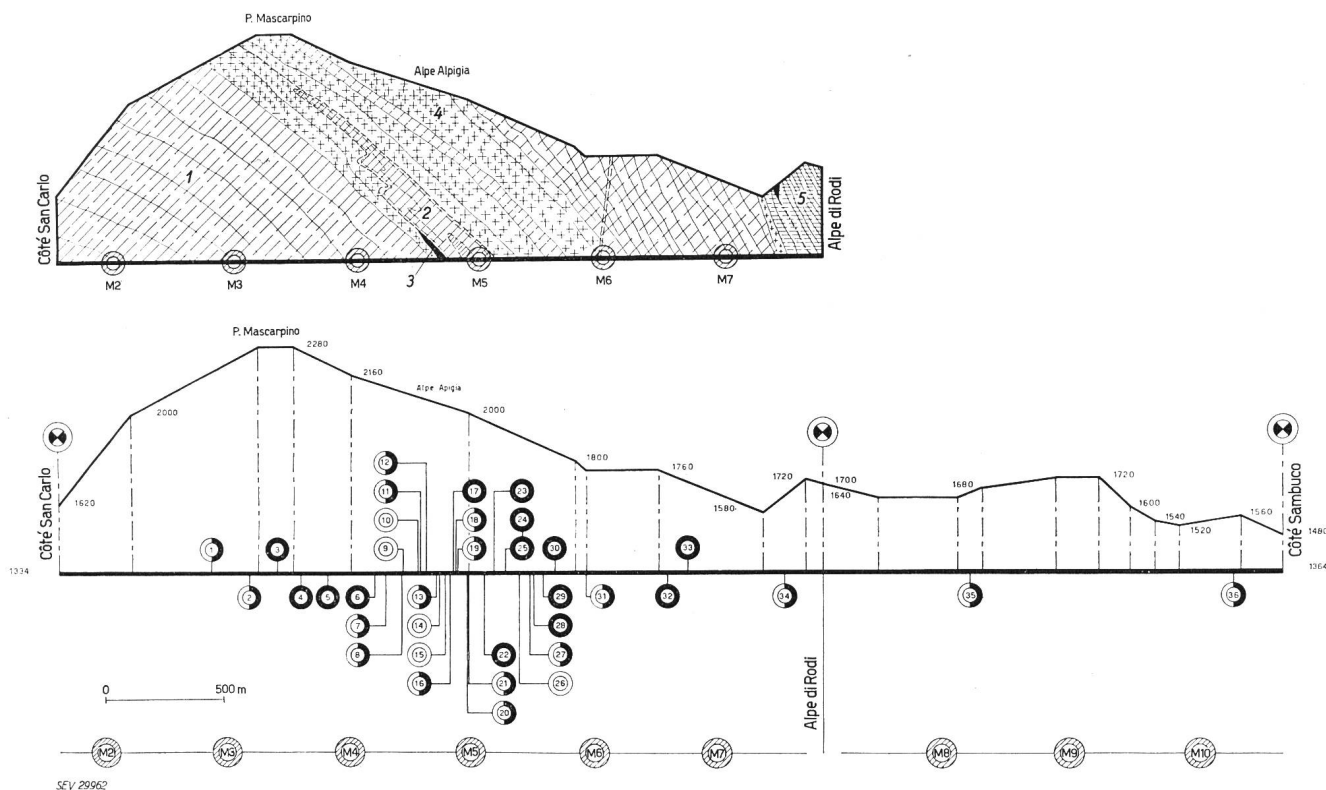 P. Mascarpino
Alpe Alpigia
4
1
5
2
3
Côté San Carlo
Alpe di Rodi
M2 M3 M4 M5 M6 M7
P. Mascarpino
2280
2160
Alpe Apigia
2000 2000
1800 1760
1720 1700 1680 1720
1620 1580 1640 1600
1540 1520 1560 1480
Côté San Carlo
Côté Sambuco
1334 1364
12 17 23
11 18 24
10 19 25
9
1 3 30 33
2 4 5 6 13 29 31 32 34 35 36
7 14 28
8 15 22 27
16 21 26
20
0 500 m
Alpe di Rodi
M2 M3 M4 M5 M6 M7 M8 M9 M10
SEV 29962